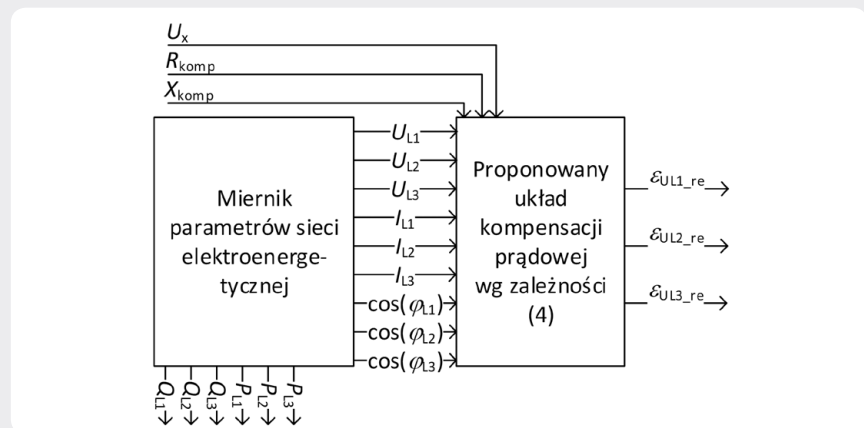 Ux
Rkomp
Xkomp
Miernik
parametrów sieci
elektroenerge-
tycznej
UL1
UL2
UL3
IL1
IL2
IL3
cos(φL1)
cos(φL2)
cos(φL3)
Proponowany
układ
kompensacji
prądowej
wg zależności
(4)
εUL1_re
εUL2_re
εUL3_re
QL1
QL2
QL3
PL1
PL2
PL3